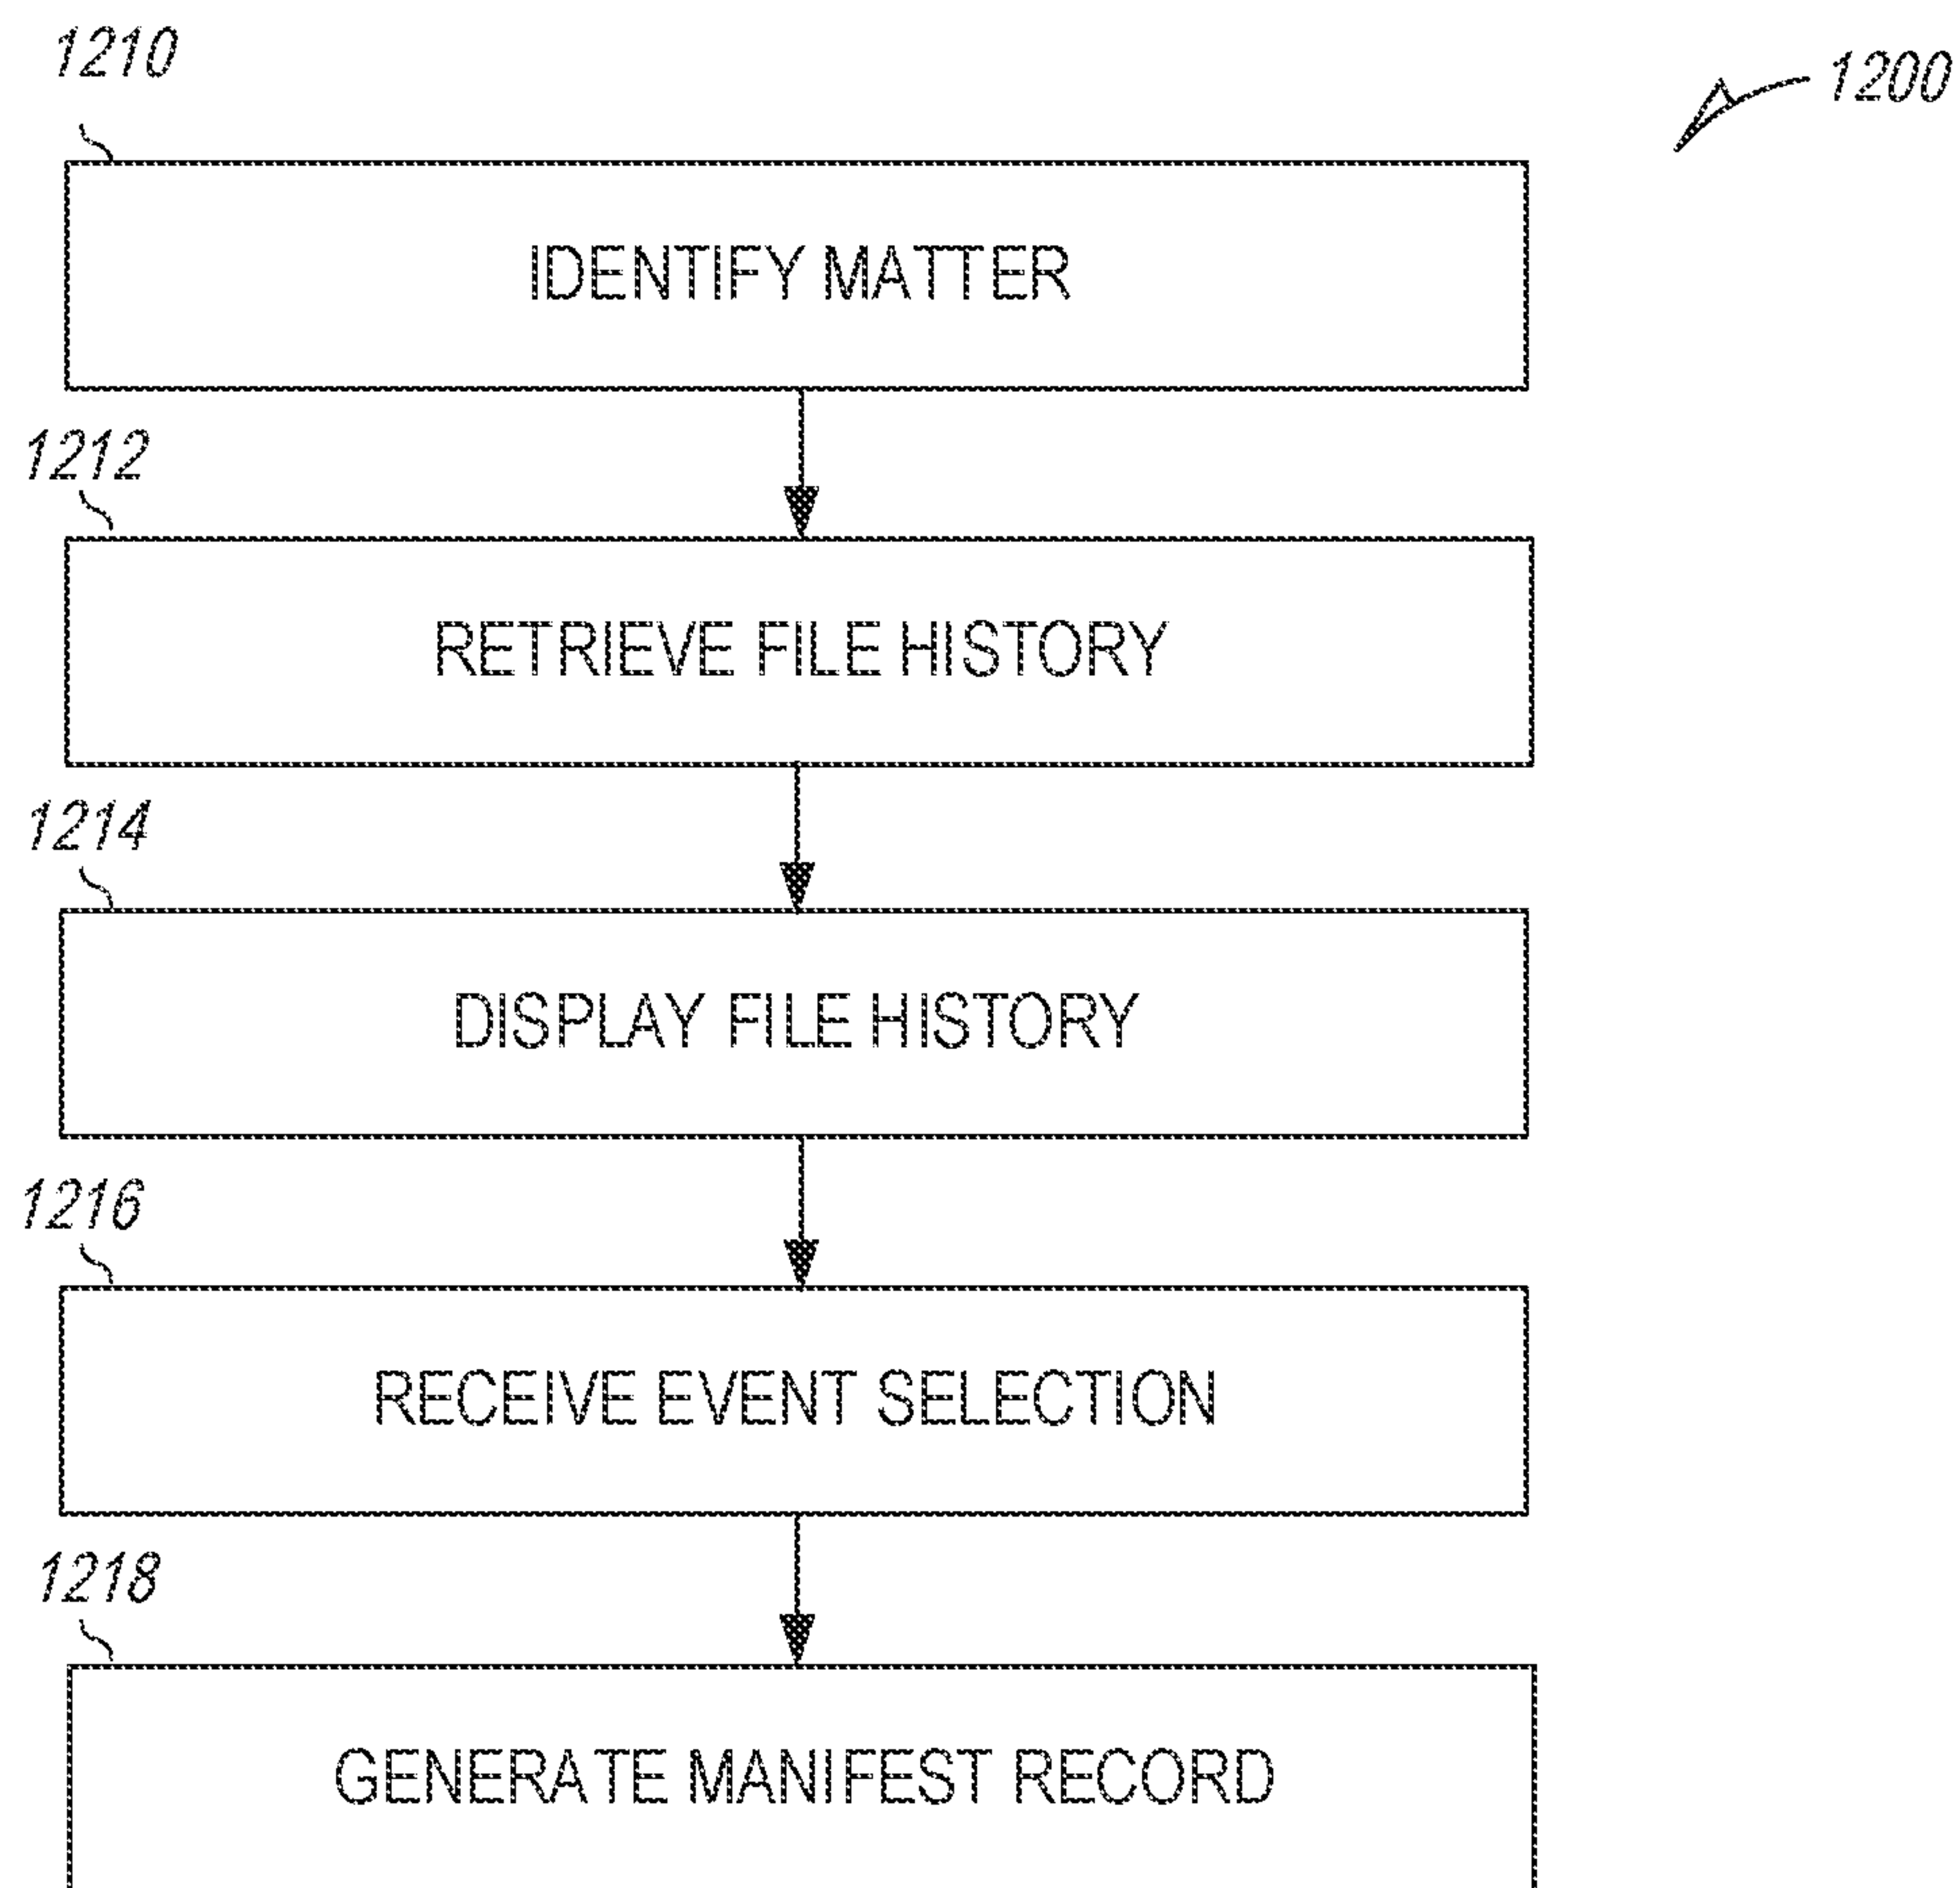 1210
1200
IDENTIFY MATTER
1212
RETRIEVE FILE HISTORY
1214
DISPLAY FILE HISTORY
1216
RECEIVE EVENT SELECTION
1218
GENERATE MANIFEST RECORD